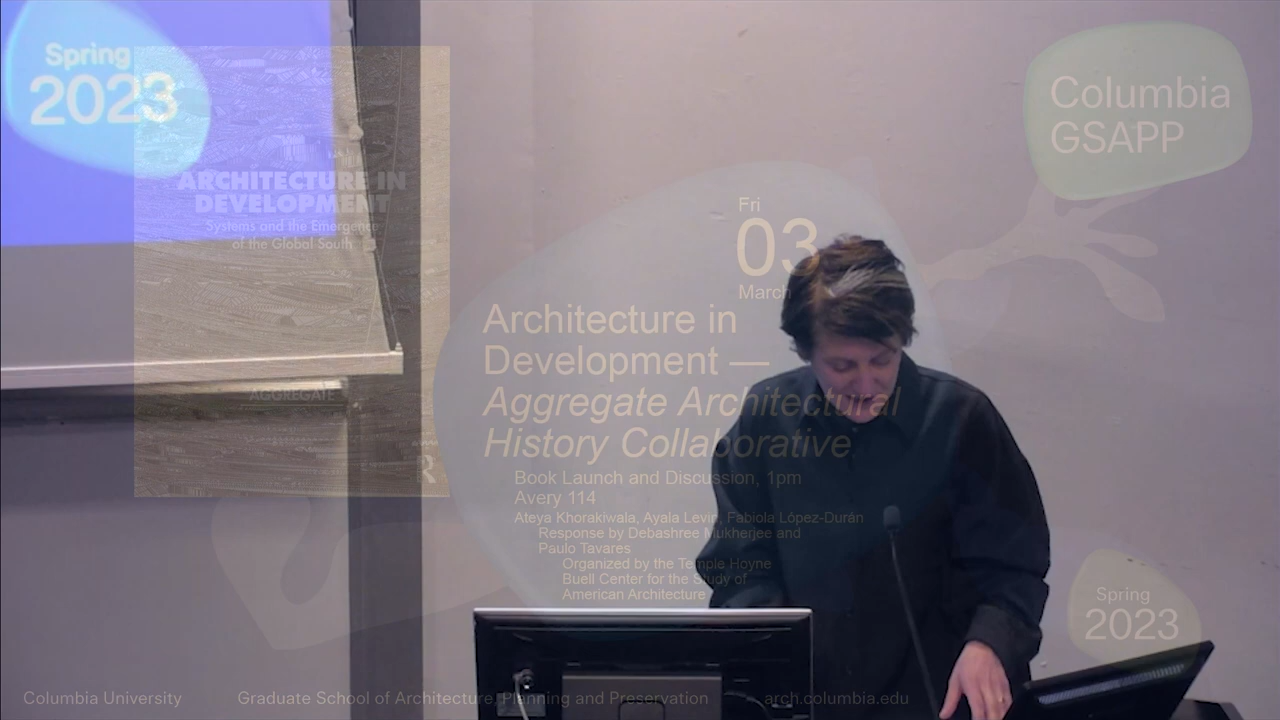 Spring
2023
Columbia
GSAPP
ARCHITECTURE IN
DEVELOPMENT
Systems and the Emergence
of the Global South
AGGREGATE
R
Fri
03
March
Architecture in
Development —
Aggregate Architectural
History Collaborative
Book Launch and Discussion, 1pm
Avery 114
Ateya Khorakiwala, Ayala Levin, Fabiola López-Durán
Response by Debashree Mukherjee and
Paulo Tavares
Organized by the Temple Hoyne
Buell Center for the Study of
American Architecture
Spring
2023
Columbia University
Graduate School of Architecture, Planning and Preservation
arch.columbia.edu